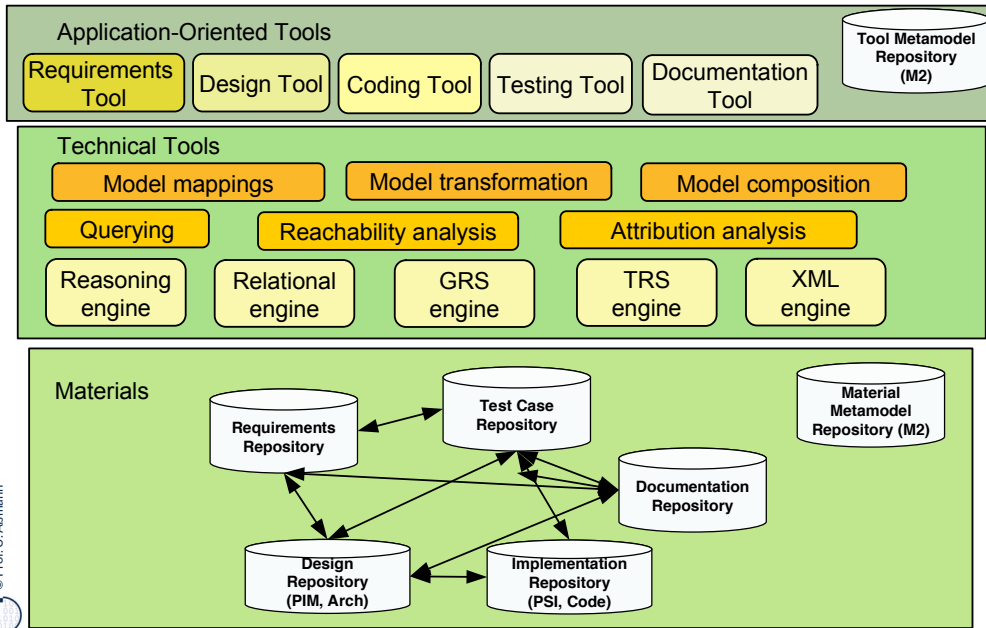 Application-Oriented Tools
Tool Metamodel
Repository
(M2)
Requirements
Tool
Design Tool
Coding Tool
Testing Tool
Documentation
Tool
Technical Tools
Model mappings
Model transformation
Model composition
Querying
Reachability analysis
Attribution analysis
Reasoning
engine
Relational
engine
GRS
engine
TRS
engine
XML
engine
Materials
Requirements
Repository
Test Case
Repository
Material
Metamodel
Repository (M2)
Documentation
Repository
Design
Repository
(PIM, Arch)
Implementation
Repository
(PSI, Code)
© Prof. U. Aßmann